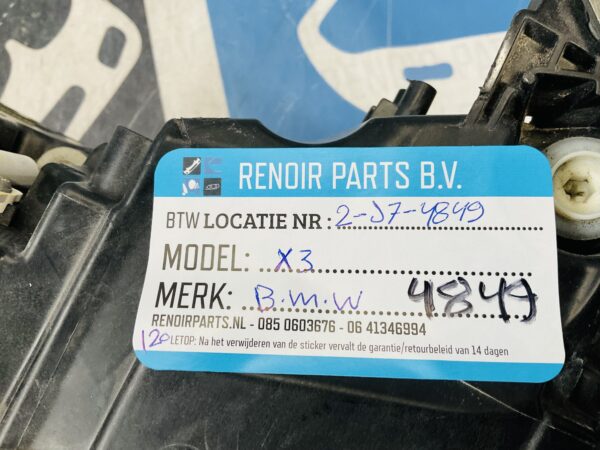 RENOIR PARTS B.V.
BTW LOCATIE NR : 2-J7-4849
MODEL: X3
MERK: B.M.W 4849
RENOIRPARTS.NL - 085 0603676 - 06 41346994
120 LETOP: Na het verwijderen van de sticker vervalt de garantie/retourbeleid van 14 dagen